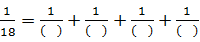 1/18 = 1/( ) + 1/( ) + 1/( ) + 1/( )